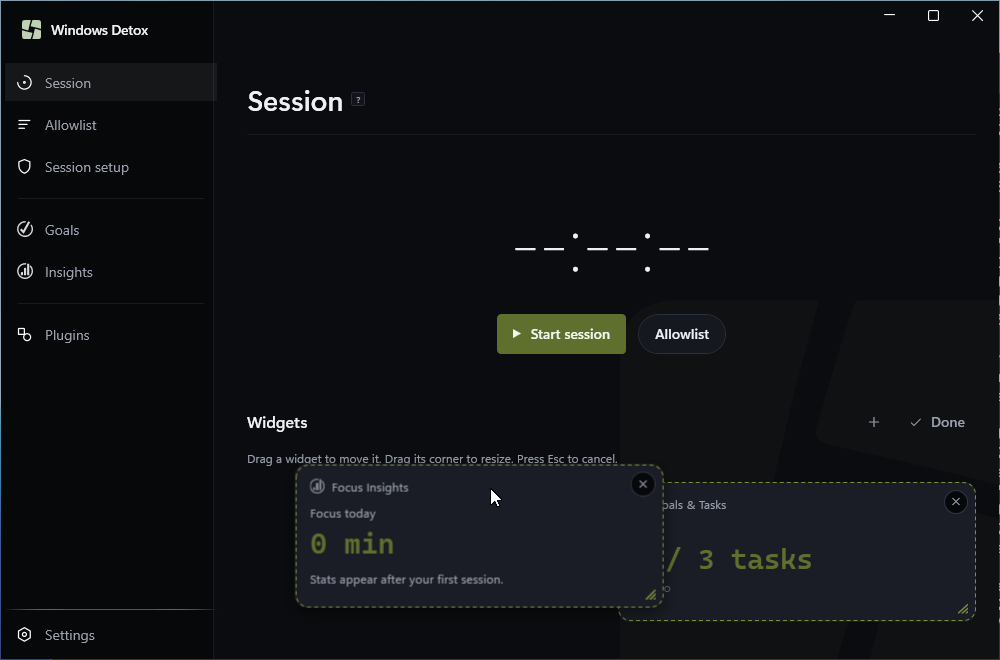 Windows Detox
Session
Allowlist
Session setup
Goals
Insights
Plugins
Settings
Session ?
--:--:--
Start session
Allowlist
Widgets
Done
Drag a widget to move it. Drag its corner to resize. Press Esc to cancel.
Focus Insights
Focus today
0 min
Stats appear after your first session.
& Tasks
/ 3 tasks